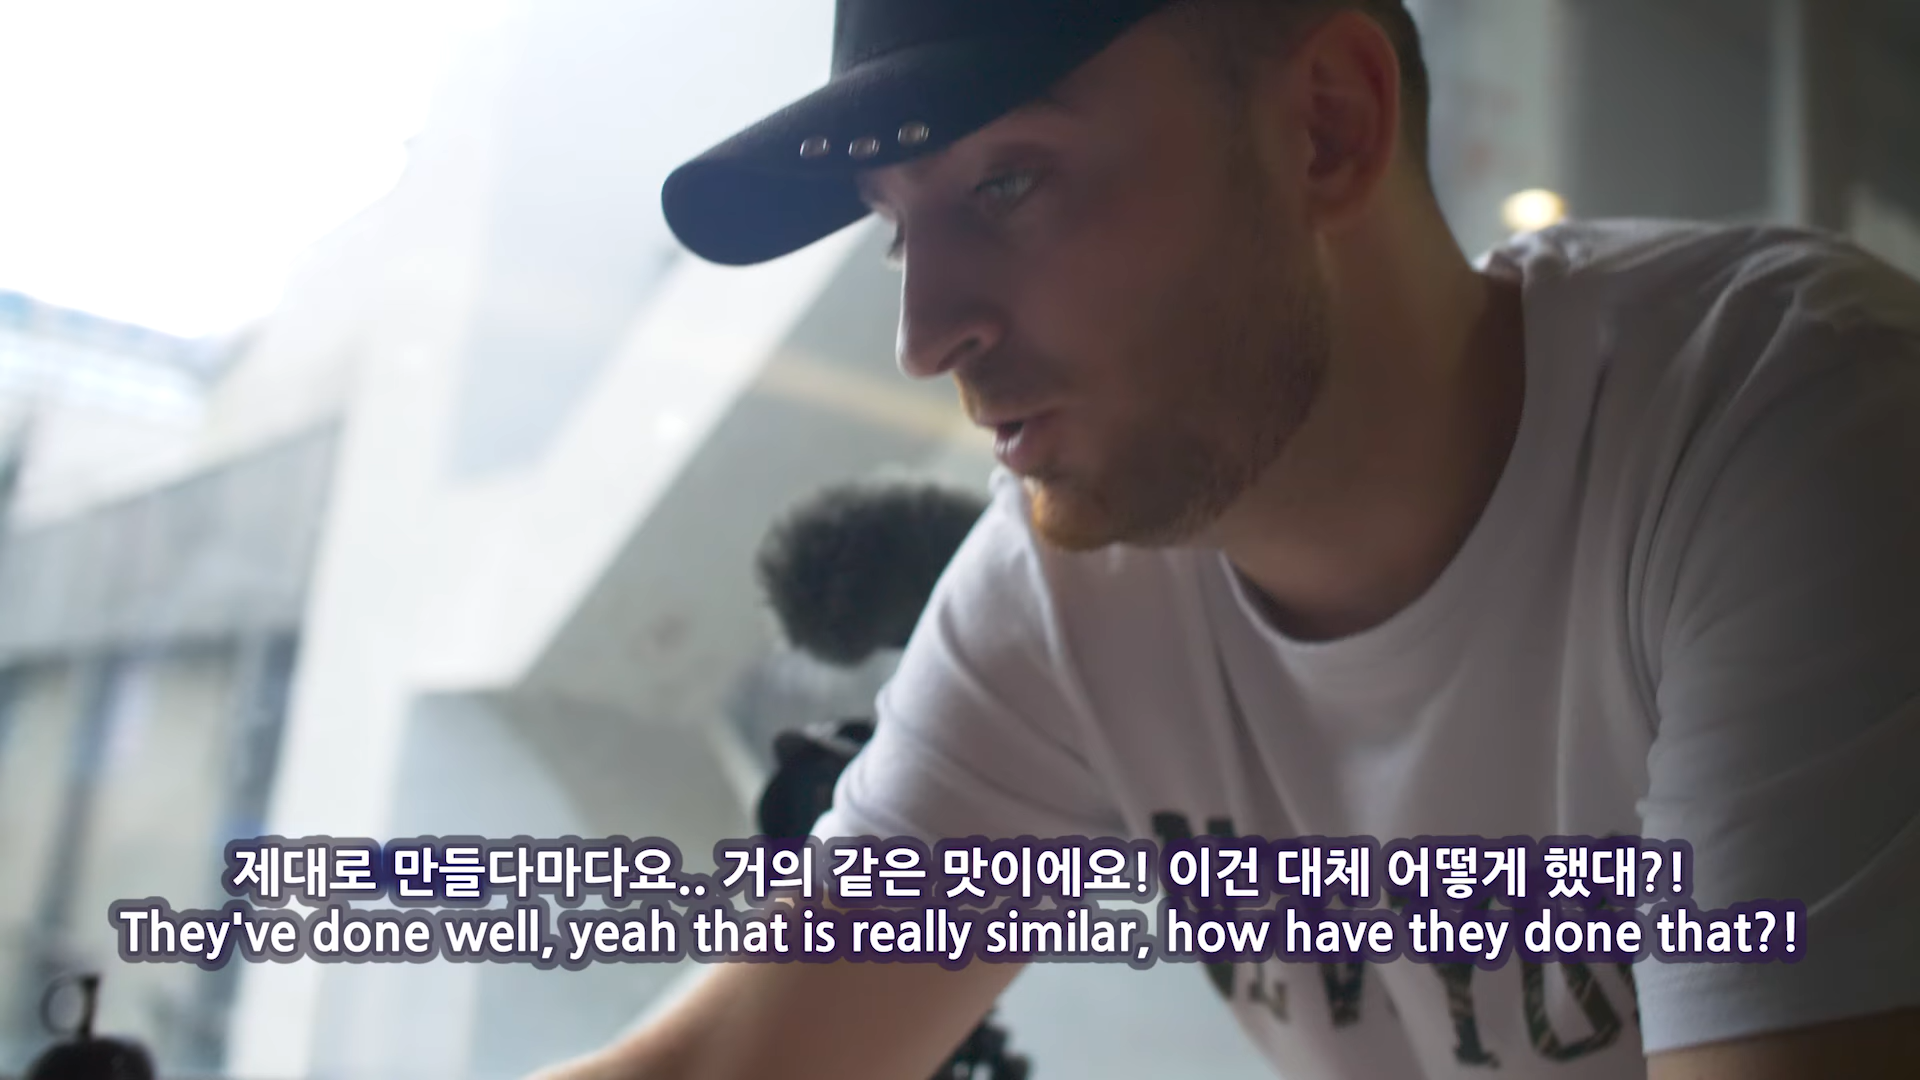 제대로 만들다마다요.. 거의 같은 맛이에요! 이건 대체 어떻게 했대?!
They've done well, yeah that is really similar, how have they done that?!